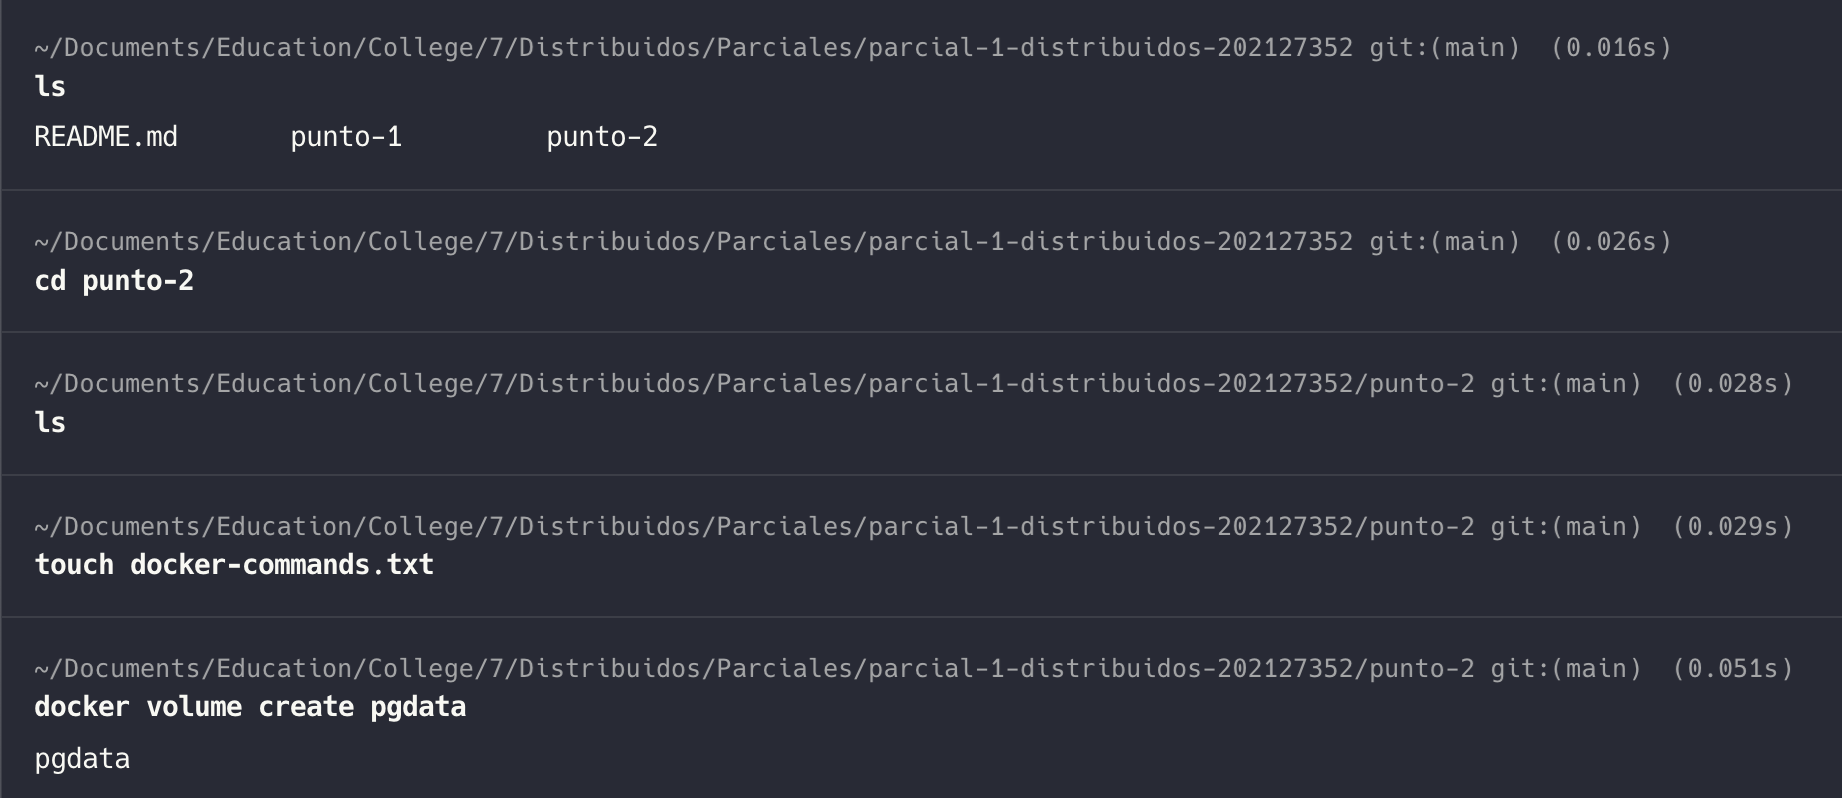 ~/Documents/Education/College/7/Distribuidos/Parciales/parcial-1-distribuidos-202127352 git:(main) (0.016s)
ls
README.md punto-1 punto-2
~/Documents/Education/College/7/Distribuidos/Parciales/parcial-1-distribuidos-202127352 git:(main) (0.026s)
cd punto-2
~/Documents/Education/College/7/Distribuidos/Parciales/parcial-1-distribuidos-202127352/punto-2 git:(main) (0.028s)
ls
~/Documents/Education/College/7/Distribuidos/Parciales/parcial-1-distribuidos-202127352/punto-2 git:(main) (0.029s)
touch docker-commands.txt
~/Documents/Education/College/7/Distribuidos/Parciales/parcial-1-distribuidos-202127352/punto-2 git:(main) (0.051s)
docker volume create pgdata
pgdata